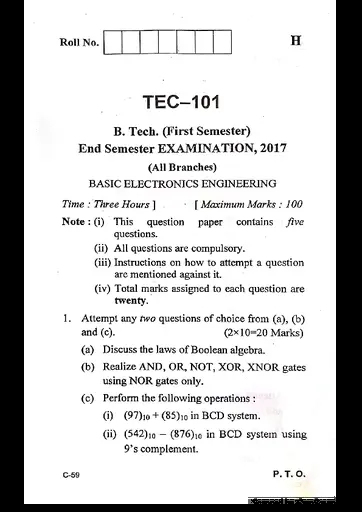 Roll No.
H
TEC–101
B. Tech. (First Semester)
End Semester EXAMINATION, 2017
(All Branches)
BASIC ELECTRONICS ENGINEERING
Time : Three Hours ] [ Maximum Marks : 100
Note : (i) This question paper contains five
questions.
(ii) All questions are compulsory.
(iii) Instructions on how to attempt a question
are mentioned against it.
(iv) Total marks assigned to each question are
twenty.
1. Attempt any two questions of choice from (a), (b)
and (c). (2×10=20 Marks)
(a) Discuss the laws of Boolean algebra.
(b) Realize AND, OR, NOT, XOR, XNOR gates
using NOR gates only.
(c) Perform the following operations :
(i) (97)₁₀ + (85)₁₀ in BCD system.
(ii) (542)₁₀ – (876)₁₀ in BCD system using
9's complement.
C-59
P. T. O.